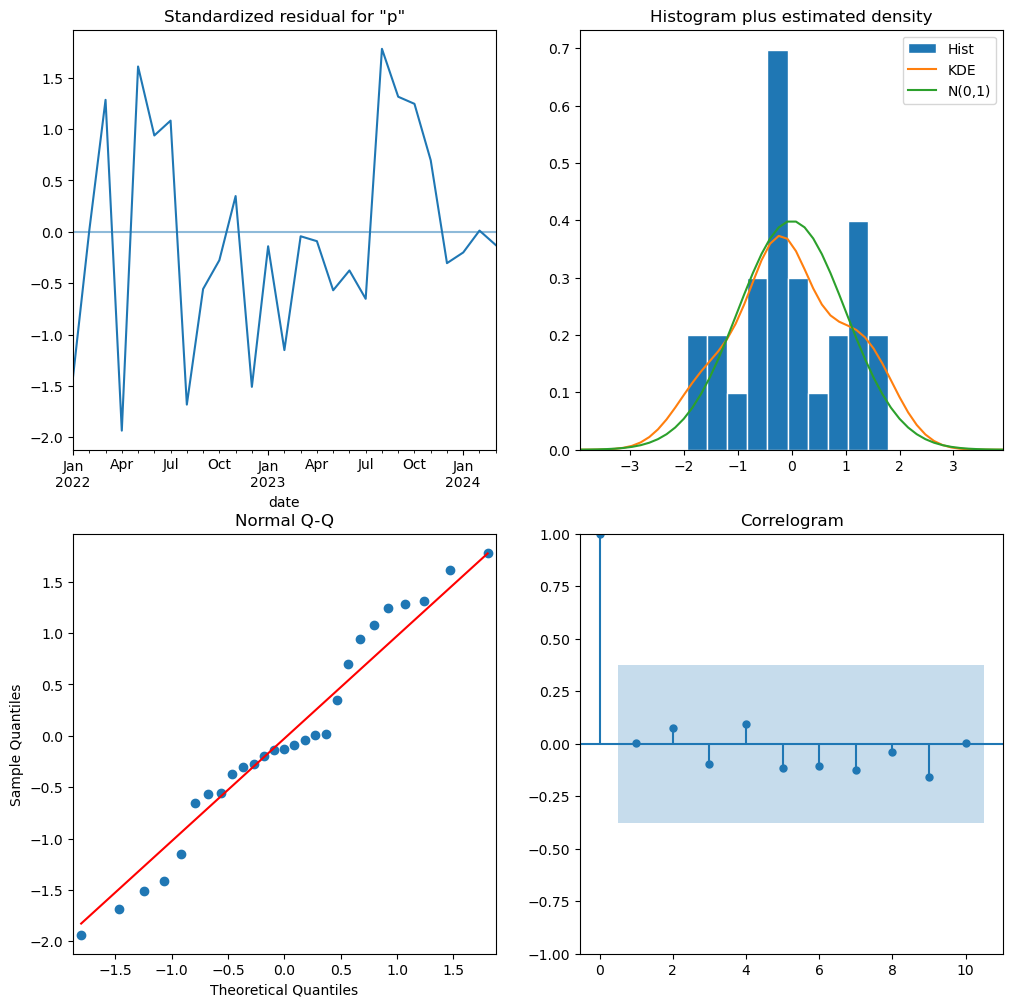 Standardized residual for "p"
1.5
1.0
0.5
0.0
−0.5
−1.0
−1.5
−2.0
Jan Apr Jul Oct Jan Apr Jul Oct Jan
2022 2023 2024
date
Histogram plus estimated density
Hist
KDE
N(0,1)
0.7
0.6
0.5
0.4
0.3
0.2
0.1
0.0
−3 −2 −1 0 1 2 3
Normal Q-Q
Sample Quantiles
1.5
1.0
0.5
0.0
−0.5
−1.0
−1.5
−2.0
−1.5 −1.0 −0.5 0.0 0.5 1.0 1.5
Theoretical Quantiles
Correlogram
1.00
0.75
0.50
0.25
0.00
−0.25
−0.50
−0.75
−1.00
0 2 4 6 8 10